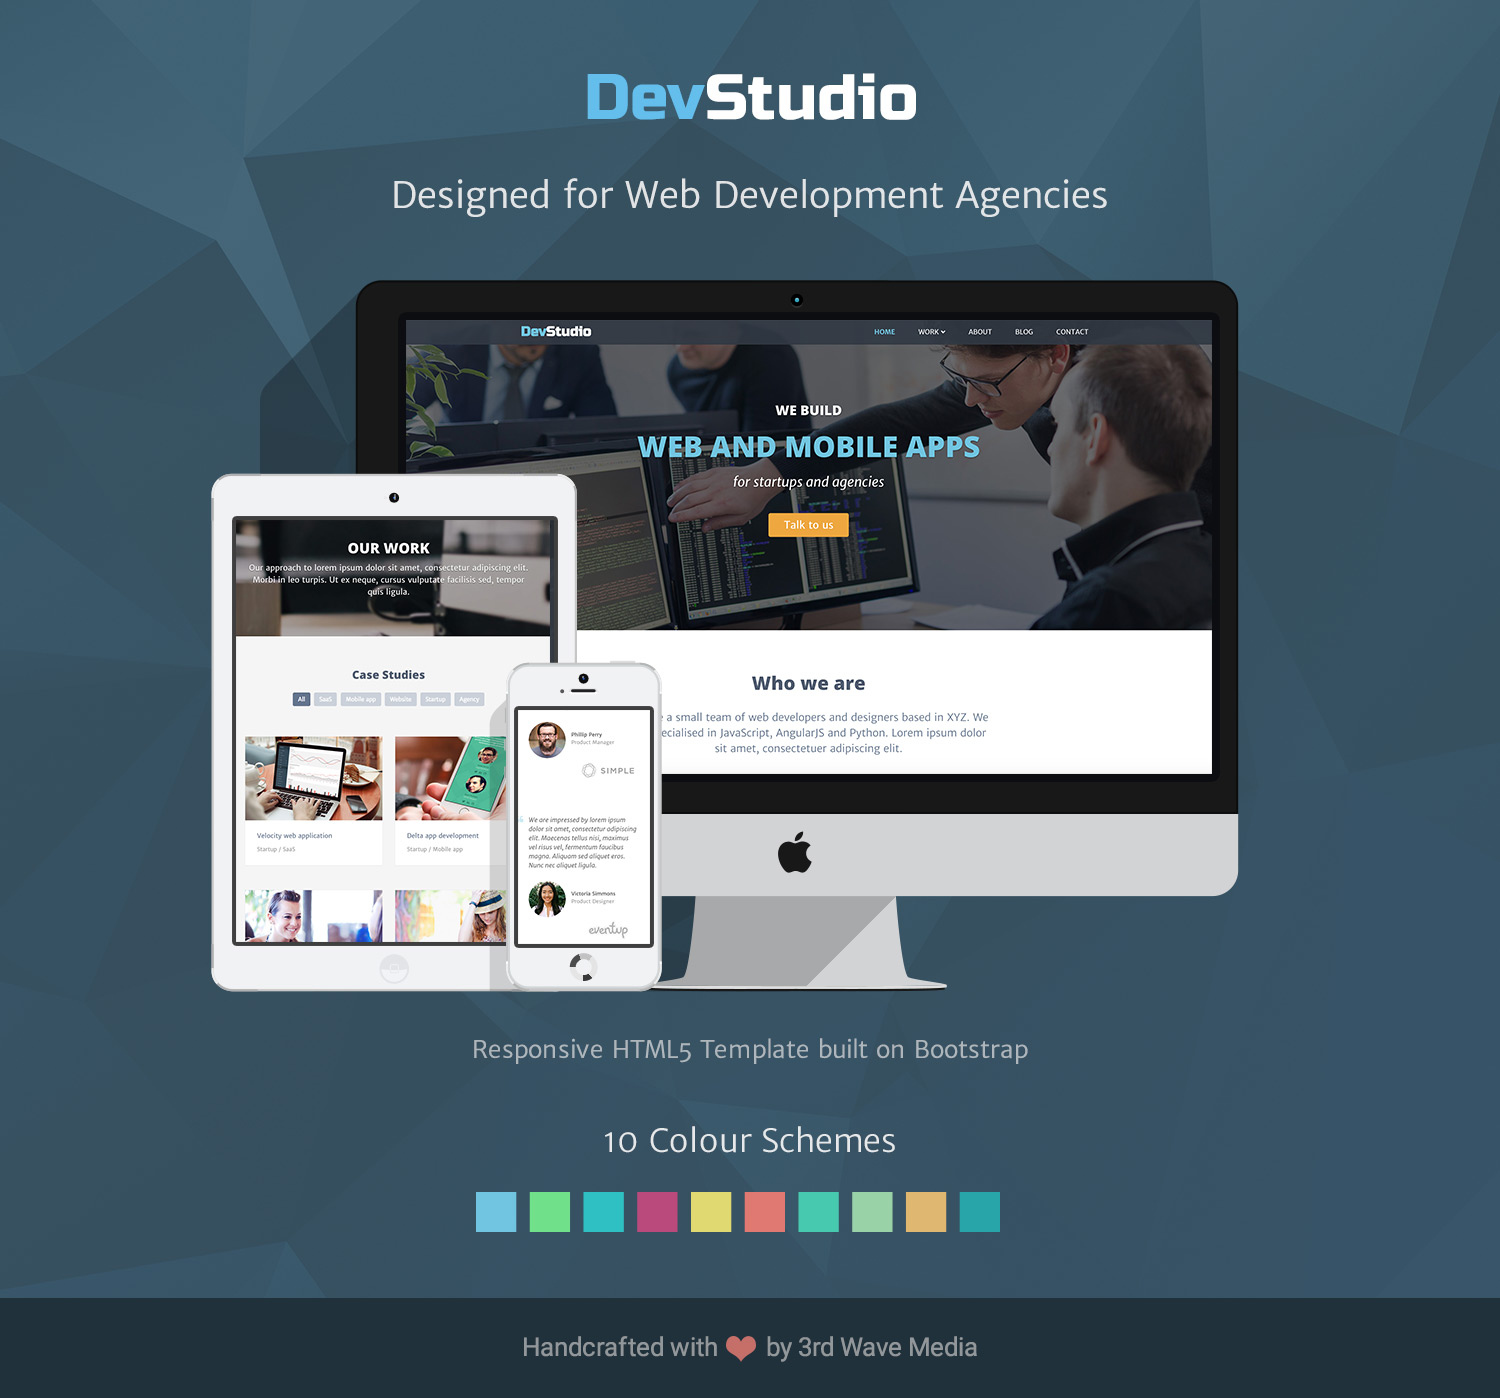 DevStudio
Designed for Web Development Agencies
DevStudio
HOME WORK ABOUT BLOG CONTACT
WE BUILD
WEB AND MOBILE APPS
for startups and agencies
Talk to us
Who we are
a small team of web developers and designers based in XYZ. We
ecialised in JavaScript, AngularJS and Python. Lorem ipsum dolor
sit amet, consectetuer adipiscing elit.
OUR WORK
Our approach to lorem ipsum dolor sit amet, consectetur adipiscing elit.
Morbi in leo turpis. Ut ex neque, cursus vulputate facilisis sed, tempor
quis ligula.
Case Studies
All SaaS Mobile app Website Startup Agency
Velocity web application
Startup / SaaS
Delta app development
Startup / Mobile app
Phillip Perry
Product Manager
SIMPLE
We are impressed by lorem ipsum
dolor sit amet, consectetur adipiscing
elit. Maecenas tellus nisi, maximus
vel risus vel, fermentum faucibus
magna. Aliquam sed aliquet eros.
Nunc nec aliquet ligula.
Victoria Simmons
Product Designer
eventup
Responsive HTML5 Template built on Bootstrap
10 Colour Schemes
Handcrafted with ❤ by 3rd Wave Media